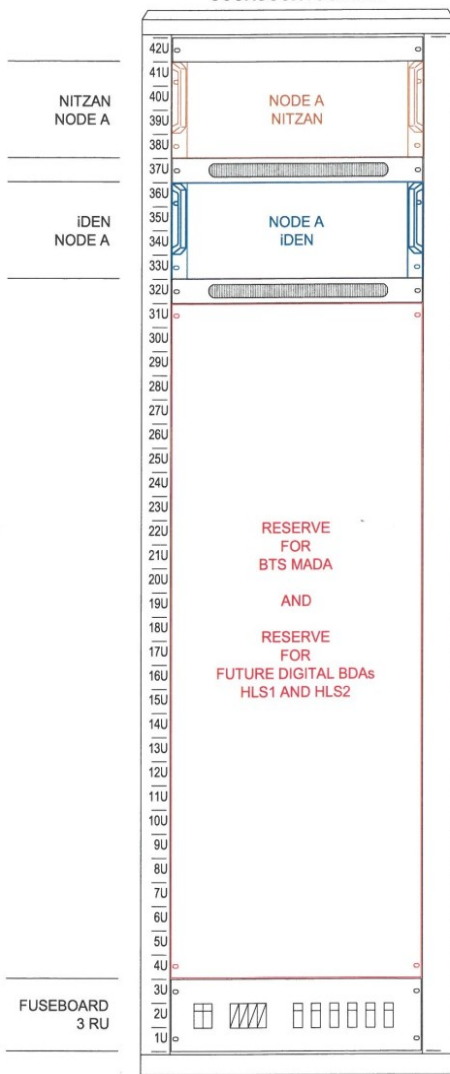 42U
41U
40U
39U
38U
37U
36U
35U
34U
33U
32U
31U
30U
29U
28U
27U
26U
25U
24U
23U
22U
21U
20U
19U
18U
17U
16U
15U
14U
13U
12U
11U
10U
9U
8U
7U
6U
5U
4U
3U
2U
1U
NITZAN
NODE A
NODE A
NITZAN
iDEN
NODE A
NODE A
iDEN
RESERVE
FOR
BTS MADA
AND
RESERVE
FOR
FUTURE DIGITAL BDAs
HLS1 AND HLS2
FUSEBOARD
3 RU